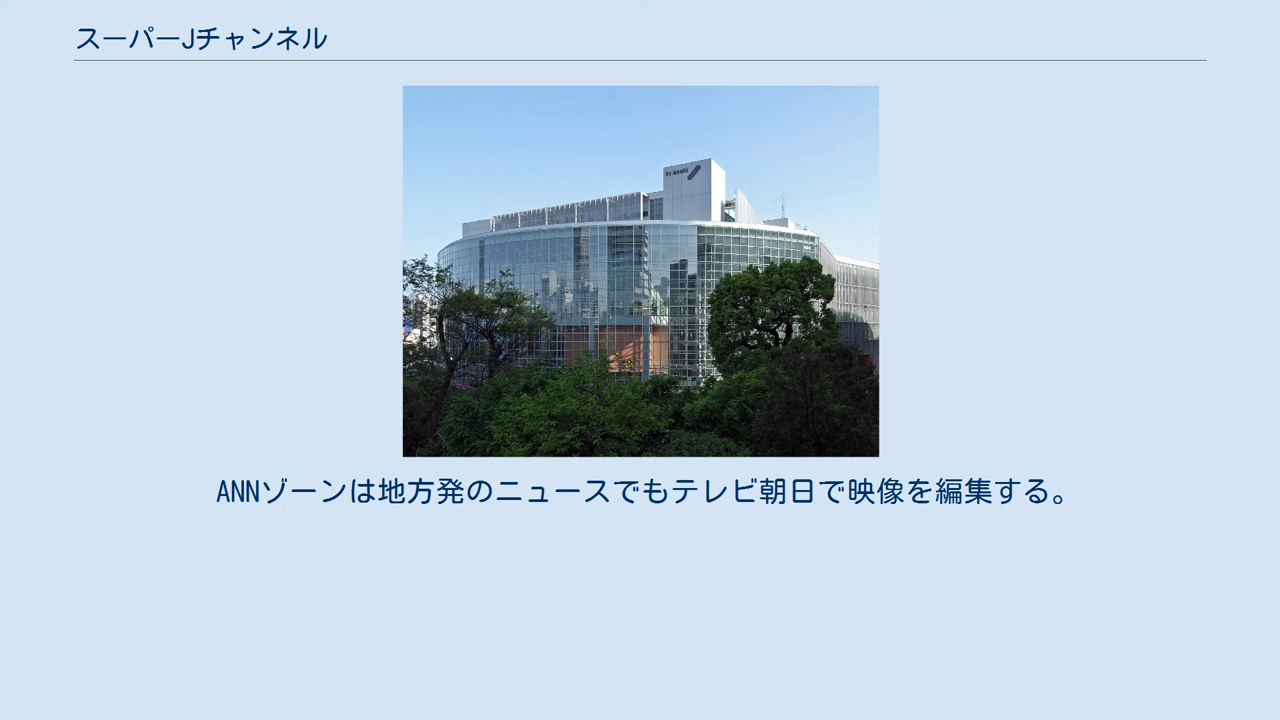 スーパーJチャンネル
tv asahi
ANNゾーンは地方発のニュースでもテレビ朝日で映像を編集する。